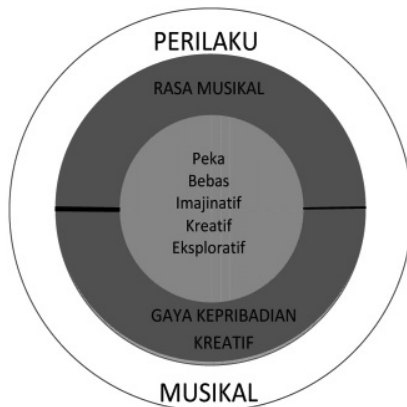 PERILAKU
RASA MUSIKAL
Peka
Bebas
Imajinatif
Kreatif
Eksploratif
GAYA KEPRIBADIAN
KREATIF
MUSIKAL